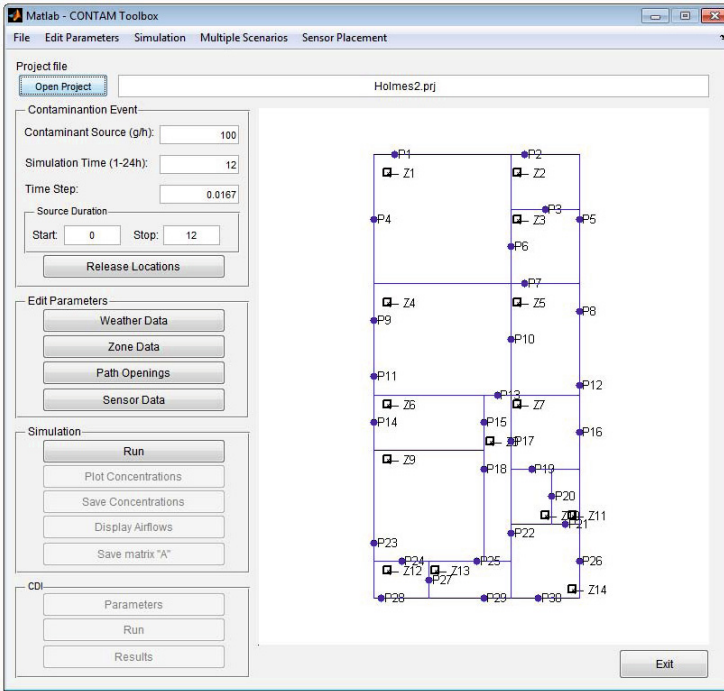 Matlab - CONTAM Toolbox
File Edit Parameters Simulation Multiple Scenarios Sensor Placement
Project file
Open Project Holmes2.prj
Contaminantion Event
Contaminant Source (g/h): 100
Simulation Time (1-24h): 12
Time Step: 0.0167
Source Duration
Start: 0 Stop: 12
Release Locations
Edit Parameters
Weather Data
Zone Data
Path Openings
Sensor Data
Simulation
Run
Plot Concentrations
Save Concentrations
Display Airflows
Save matrix "A"
CDI
Parameters
Run
Results
P1 P2
Z1 Z2
P3
P4 Z3 P5
P6
P7
Z4 Z5
P8
P9
P10
P11
P12
P13
Z6 Z7
P14 P15
P16
P17
Z9
P18 P19
P20
Z11
P21
P22
P23
P24 P25 P26
Z12 Z13
P27
Z14
P28 P29 P30
Exit